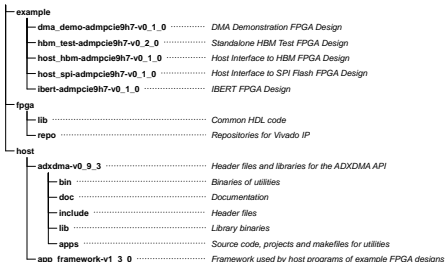 example
dma_demo-admpcie9h7-v0_1_0 DMA Demonstration FPGA Design
hbm_test-admpcie9h7-v0_2_0 Standalone HBM Test FPGA Design
host_hbm-admpcie9h7-v0_1_0 Host Interface to HBM FPGA Design
host_spi-admpcie9h7-v0_1_0 Host Interface to SPI Flash FPGA Design
ibert-admpcie9h7-v0_1_0 IBERT FPGA Design
fpga
lib Common HDL code
repo Repositories for Vivado IP
host
adxdma-v0_9_3 Header files and libraries for the ADXDMA API
bin Binaries of utilities
doc Documentation
include Header files
lib Library binaries
apps Source code, projects and makefiles for utilities
app_framework-v1_3_0 Framework used by host programs of example FPGA designs